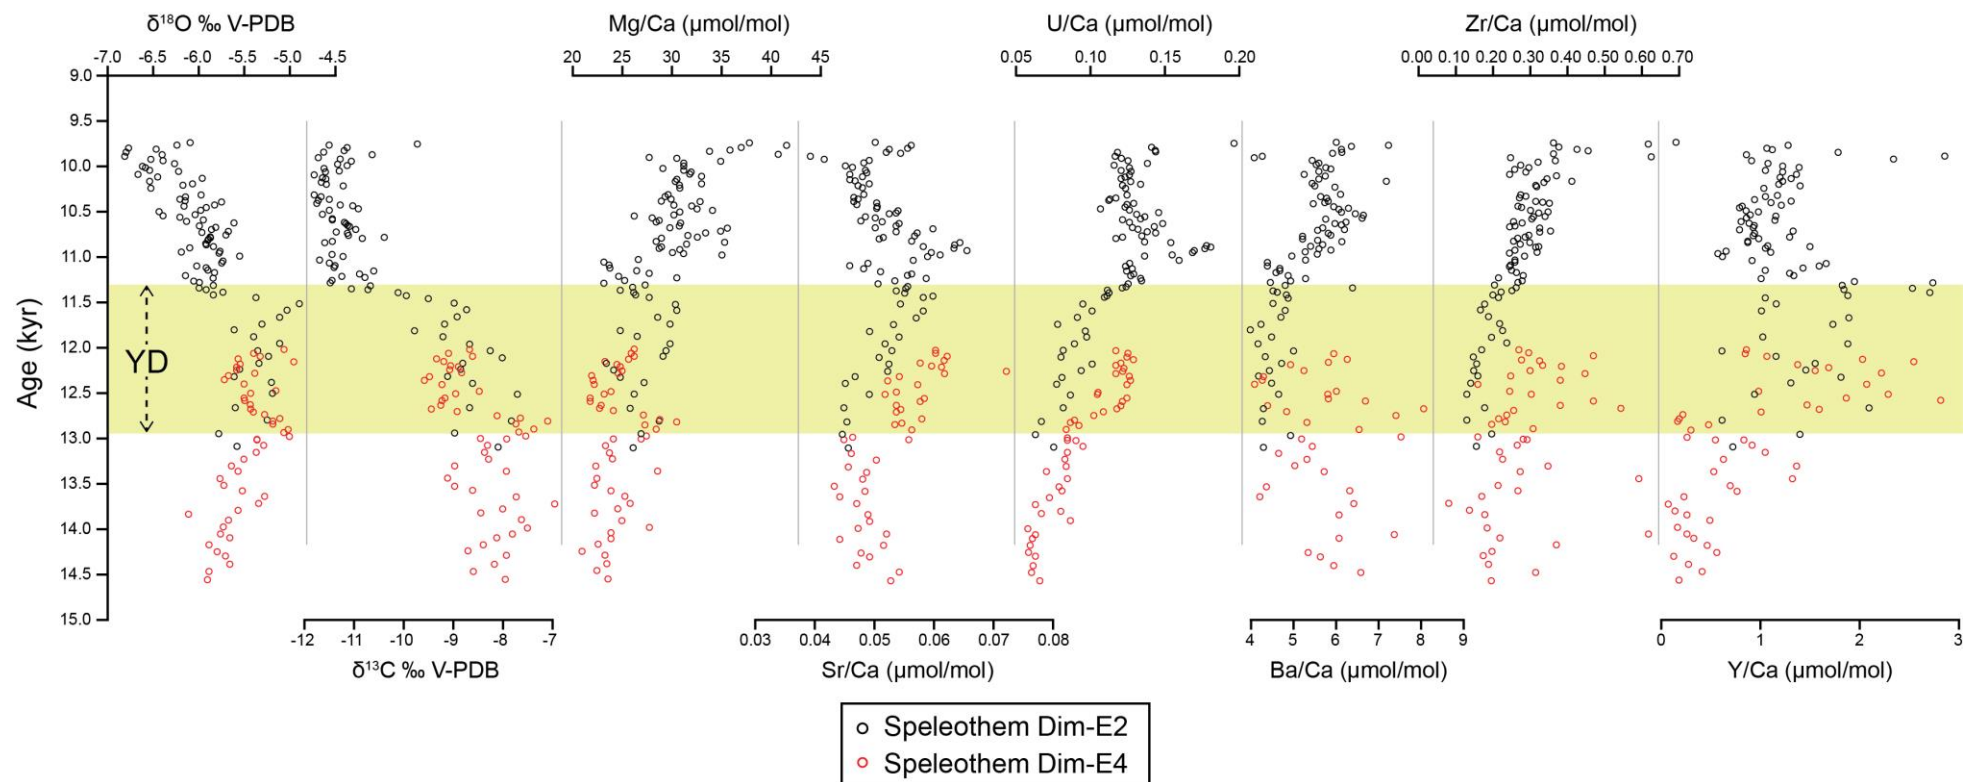 δ¹⁸O ‰ V-PDB
Mg/Ca (µmol/mol)
U/Ca (µmol/mol)
Zr/Ca (µmol/mol)
-7.0 -6.5 -6.0 -5.5 -5.0 -4.5
20 25 30 35 40 45
0.05 0.10 0.15 0.20
0.00 0.10 0.20 0.30 0.40 0.50 0.60 0.70
Age (kyr)
9.0
9.5
10.0
10.5
11.0
11.5
12.0
12.5
13.0
13.5
14.0
14.5
15.0
YD
-12 -11 -10 -9 -8 -7
0.03 0.04 0.05 0.06 0.07 0.08
4 5 6 7 8 9
0 1 2 3
δ¹³C ‰ V-PDB
Sr/Ca (µmol/mol)
Ba/Ca (µmol/mol)
Y/Ca (µmol/mol)
Speleothem Dim-E2
Speleothem Dim-E4